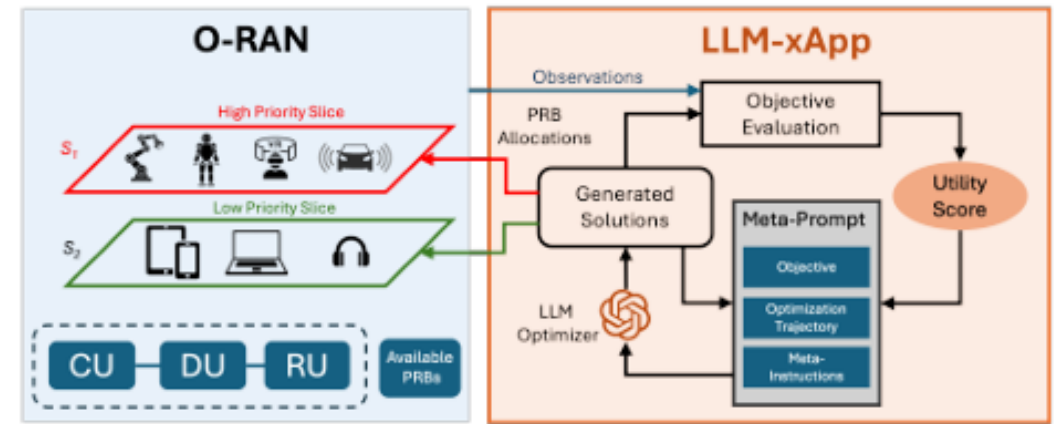 O-RAN
High Priority Slice
S1
Low Priority Slice
S2
CU
DU
RU
Available
PRBs
LLM-xApp
Observations
PRB
Allocations
Objective
Evaluation
Generated
Solutions
Utility
Score
Meta-Prompt
Objective
Optimization
Trajectory
Meta-
Instructions
LLM
Optimizer